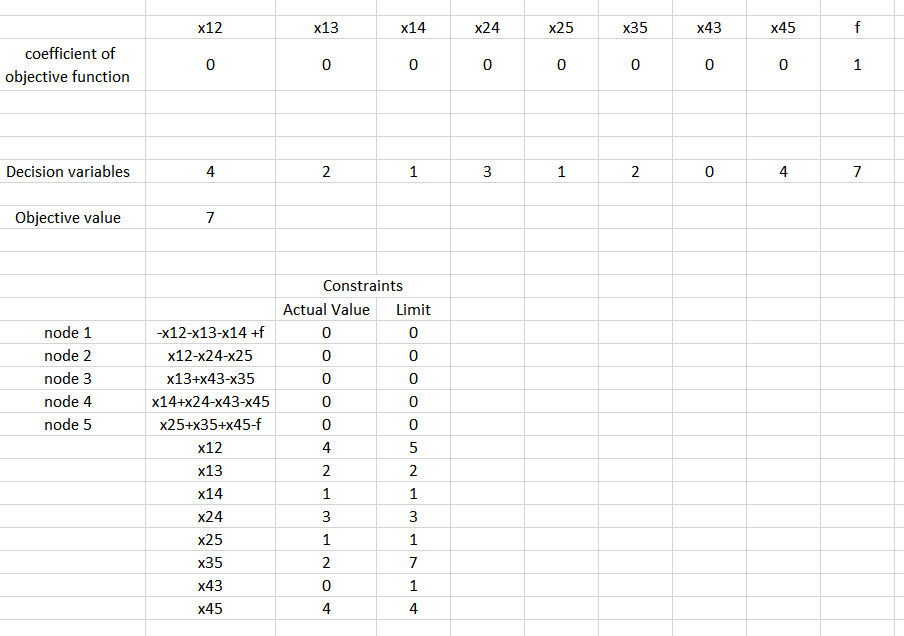 x12 x13 x14 x24 x25 x35 x43 x45 f
coefficient of
objective function 0 0 0 0 0 0 0 0 1
Decision variables 4 2 1 3 1 2 0 4 7
Objective value 7
Constraints
Actual Value Limit
node 1 -x12-x13-x14 +f 0 0
node 2 x12-x24-x25 0 0
node 3 x13+x43-x35 0 0
node 4 x14+x24-x43-x45 0 0
node 5 x25+x35+x45-f 0 0
x12 4 5
x13 2 2
x14 1 1
x24 3 3
x25 1 1
x35 2 7
x43 0 1
x45 4 4